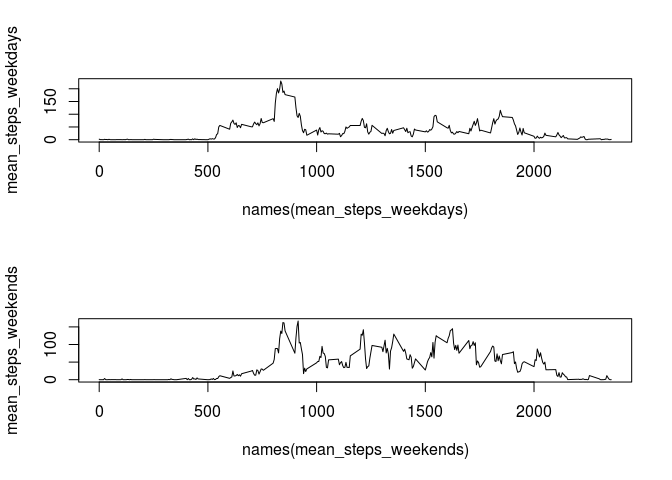 mean_steps_weekdays
150
0
0 500 1000 1500 2000
names(mean_steps_weekdays)
mean_steps_weekends
100
0
0 500 1000 1500 2000
names(mean_steps_weekends)